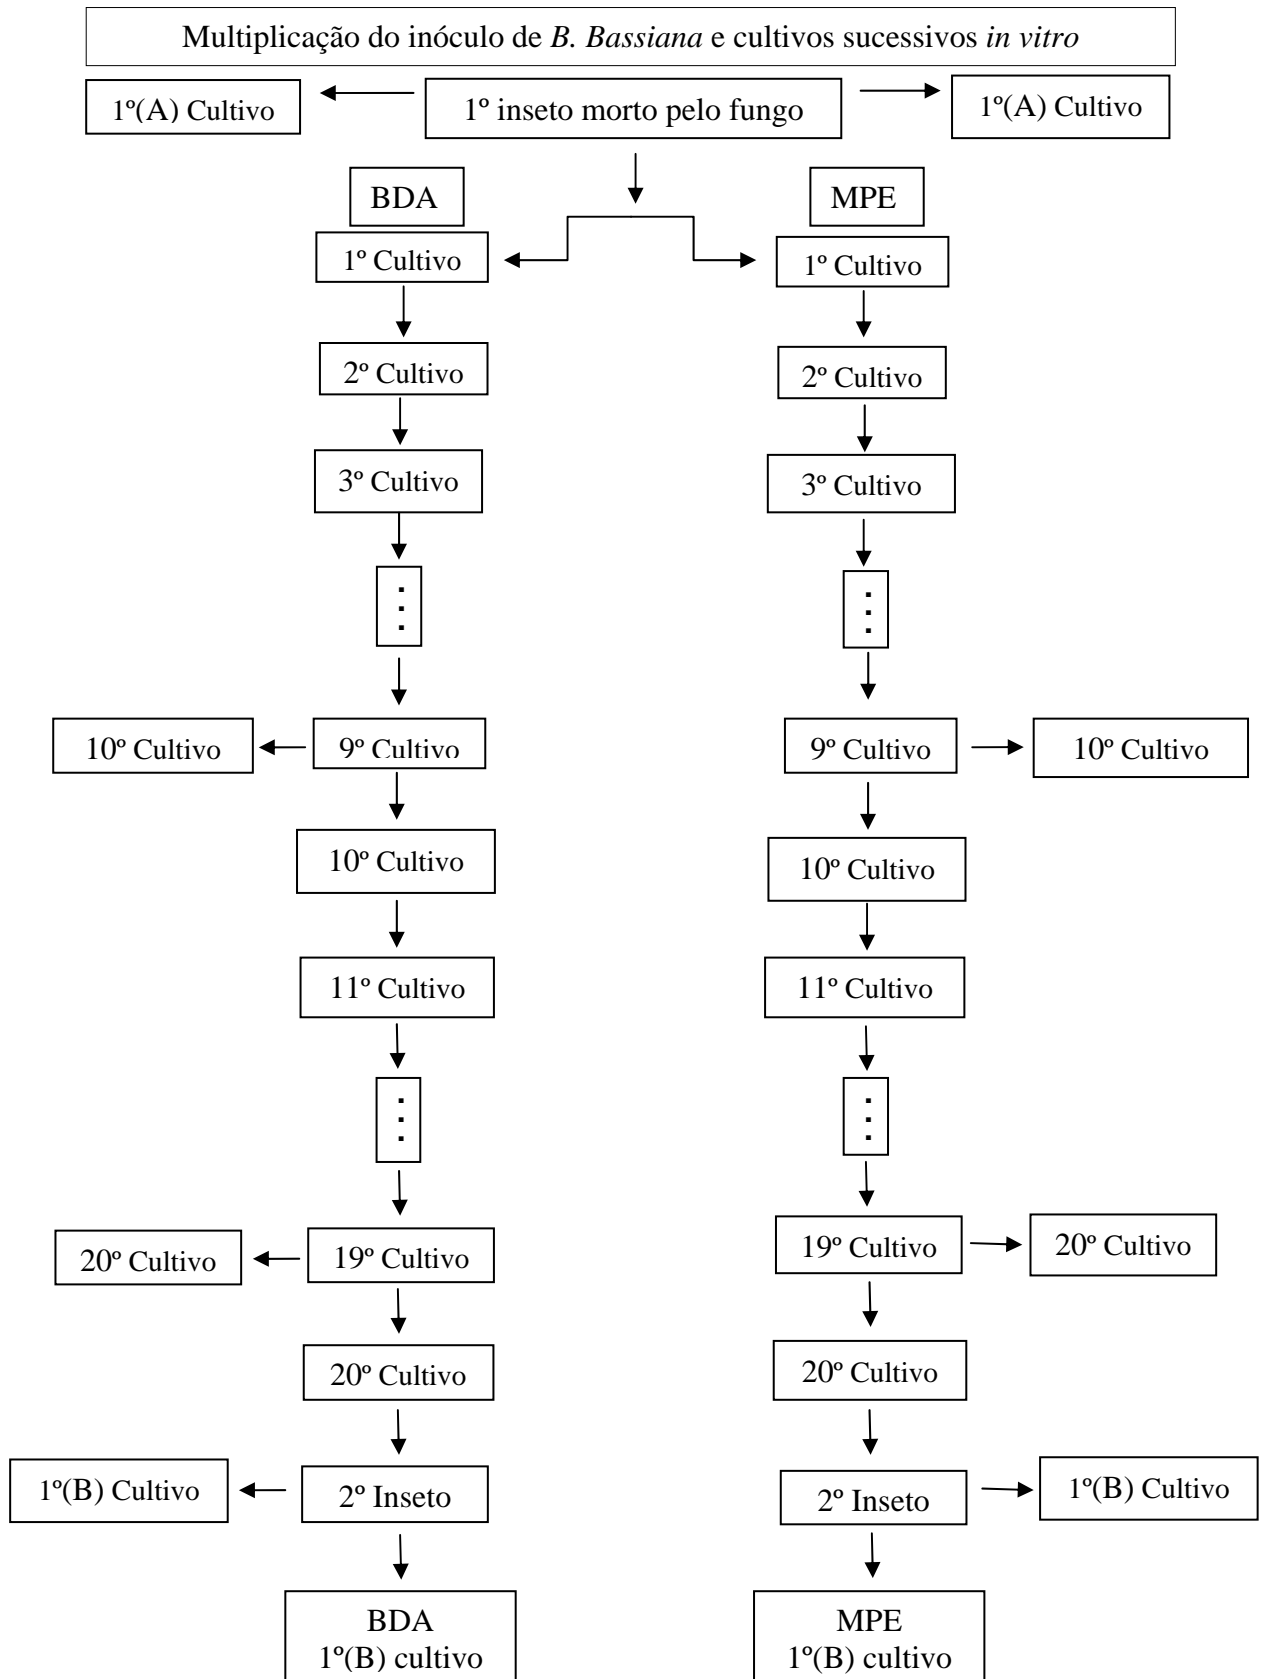 Multiplicação do inóculo de B. Bassiana e cultivos sucessivos in vitro
1º(A) Cultivo
1º inseto morto pelo fungo
1º(A) Cultivo
BDA
MPE
1º Cultivo
1º Cultivo
2º Cultivo
2º Cultivo
3º Cultivo
3º Cultivo
⋮
⋮
10º Cultivo
9º Cultivo
9º Cultivo
10º Cultivo
10º Cultivo
10º Cultivo
11º Cultivo
11º Cultivo
⋮
⋮
20º Cultivo
19º Cultivo
19º Cultivo
20º Cultivo
20º Cultivo
20º Cultivo
1º(B) Cultivo
2º Inseto
2º Inseto
1º(B) Cultivo
BDA
1º(B) cultivo
MPE
1º(B) cultivo